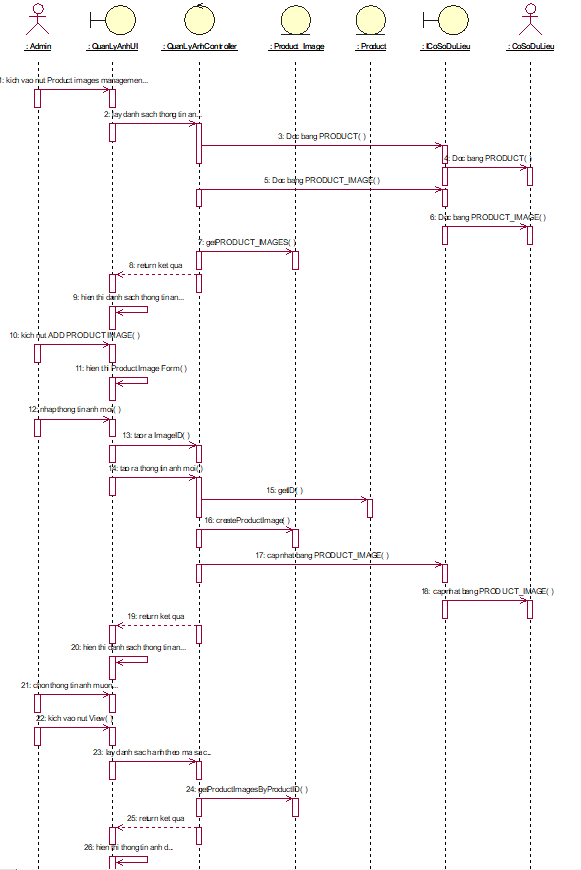 : Admin
: QuanLyAnhUI
: QuanLyAnhController
: Product_Image
: Product
: ICoSoDuLieu
: CoSoDuLieu
1: kich vao nut Product images managemen...
2: lay danh sach thong tin an...
3: Doc bang PRODUCT( )
4: Doc bang PRODUCT( )
5: Doc bang PRODUCT_IMAGE( )
6: Doc bang PRODUCT_IMAGE( )
7: getPRODUCT_IMAGES( )
8: return ket qua
9: hien thi danh sach thong tin an...
10: kich nut ADD PRODUCT IMAGE( )
11: hien thi Product Image Form( )
12: nhap thong tin anh moi( )
13: tao ra ImageID( )
14: tao ra thong tin anh moi( )
15: getID( )
16: createProductImage( )
17: cap nhat bang PRODUCT_IMAGE( )
18: cap nhat bang PRODUCT_IMAGE( )
19: return ket qua
20: hien thi danh sach thong tin an...
21: chon thong tin anh muon...
22: kich vao nut View( )
23: lay danh sach anh theo ma sac...
24: getProductImagesByProductID( )
25: return ket qua
26: hien thi thong tin anh d...